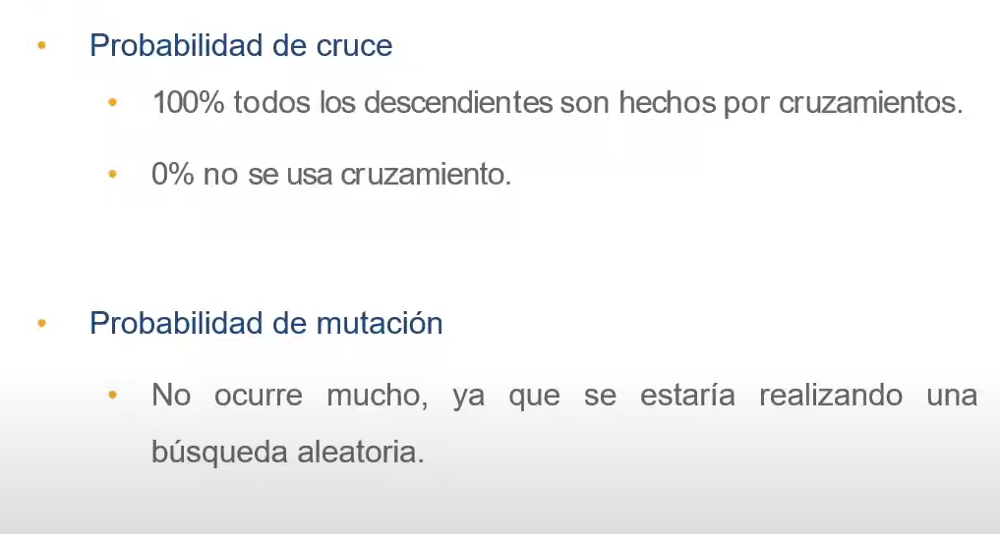 Probabilidad de cruce
100% todos los descendientes son hechos por cruzamientos.
0% no se usa cruzamiento.
Probabilidad de mutación
No ocurre mucho, ya que se estaría realizando una
búsqueda aleatoria.